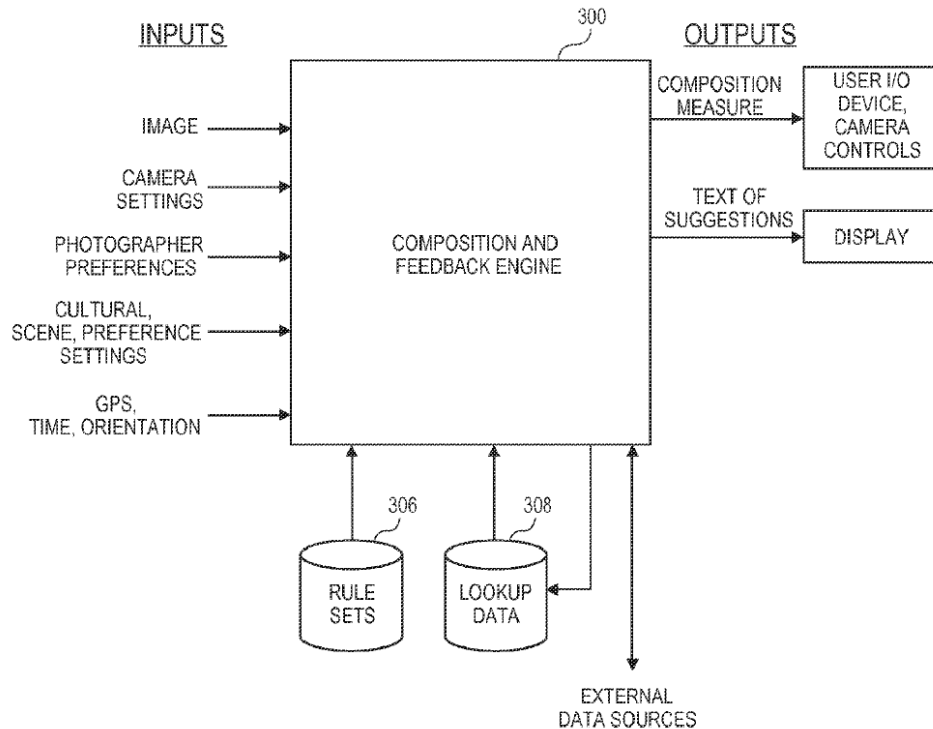 INPUTS
300
OUTPUTS
IMAGE
CAMERA
SETTINGS
PHOTOGRAPHER
PREFERENCES
CULTURAL,
SCENE, PREFERENCE
SETTINGS
GPS,
TIME, ORIENTATION
COMPOSITION AND
FEEDBACK ENGINE
COMPOSITION
MEASURE
USER I/O
DEVICE,
CAMERA
CONTROLS
TEXT OF
SUGGESTIONS
DISPLAY
306
RULE
SETS
308
LOOKUP
DATA
EXTERNAL
DATA SOURCES